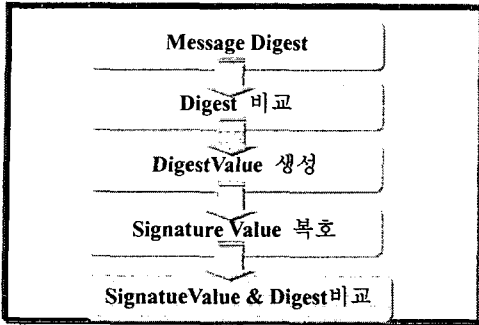 Message Digest
Digest 비교
DigestValue 생성
Signature Value 복호
SignatueValue & Digest비교